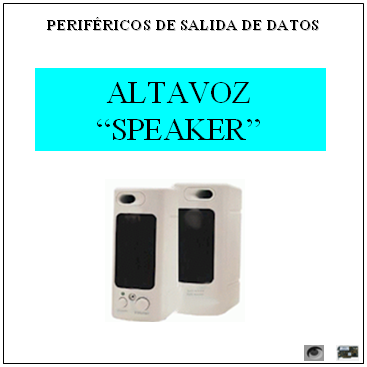 PERIFÉRICOS DE SALIDA DE DATOS
ALTAVOZ
“SPEAKER”